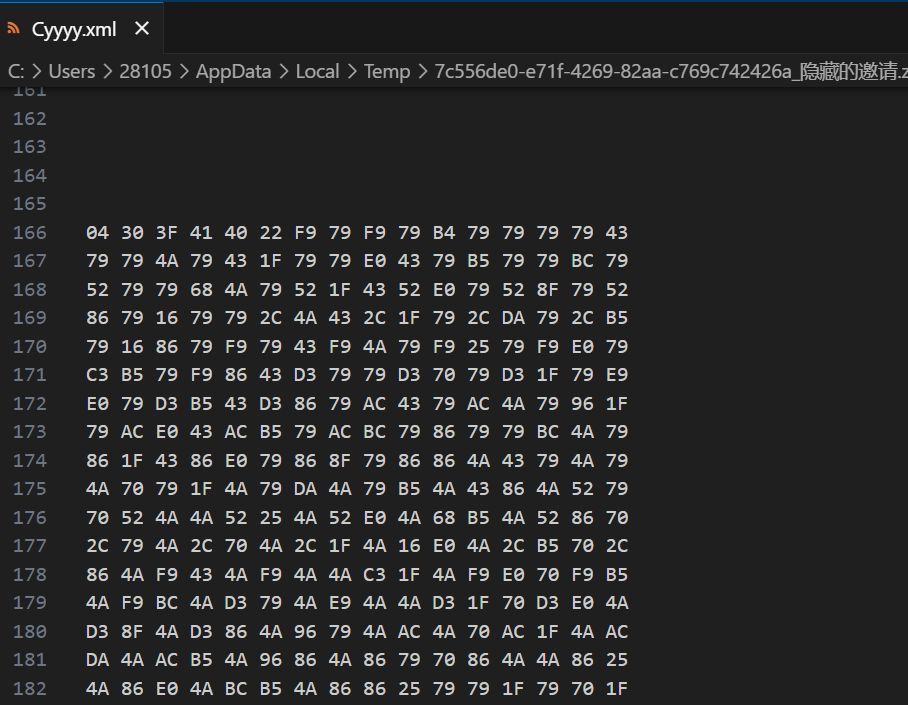 Cyyyy.xml
C: > Users > 28105 > AppData > Local > Temp > 7c556de0-e71f-4269-82aa-c769c742426a_隐藏的邀请.z
161
162
163
164
165
166 04 30 3F 41 40 22 F9 79 F9 79 B4 79 79 79 79 43
167 79 79 4A 79 43 1F 79 79 E0 43 79 B5 79 79 BC 79
168 52 79 79 68 4A 79 52 1F 43 52 E0 79 52 8F 79 52
169 86 79 16 79 79 2C 4A 43 2C 1F 79 2C DA 79 2C B5
170 79 16 86 79 F9 79 43 F9 4A 79 F9 25 79 F9 E0 79
171 C3 B5 79 F9 86 43 D3 79 79 D3 70 79 D3 1F 79 E9
172 E0 79 D3 B5 43 D3 86 79 AC 43 79 AC 4A 79 96 1F
173 79 AC E0 43 AC B5 79 AC BC 79 86 79 79 BC 4A 79
174 86 1F 43 86 E0 79 86 8F 79 86 86 4A 43 79 4A 79
175 4A 70 79 1F 4A 79 DA 4A 79 B5 4A 43 86 4A 52 79
176 70 52 4A 4A 52 25 4A 52 E0 4A 68 B5 4A 52 86 70
177 2C 79 4A 2C 70 4A 2C 1F 4A 16 E0 4A 2C B5 70 2C
178 86 4A F9 43 4A F9 4A 4A C3 1F 4A F9 E0 70 F9 B5
179 4A F9 BC 4A D3 79 4A E9 4A 4A D3 1F 70 D3 E0 4A
180 D3 8F 4A D3 86 4A 96 79 4A AC 4A 70 AC 1F 4A AC
181 DA 4A AC B5 4A 96 86 4A 86 79 70 86 4A 4A 86 25
182 4A 86 E0 4A BC B5 4A 86 86 25 79 79 1F 79 70 1F